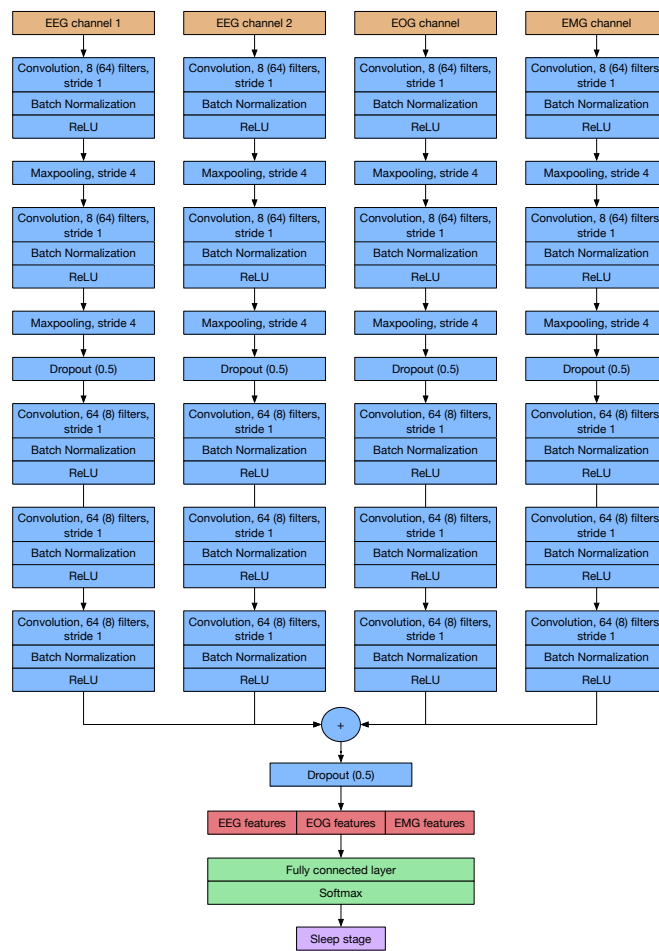 EEG channel 1
EEG channel 2
EOG channel
EMG channel
Convolution, 8 (64) filters,
stride 1
Convolution, 8 (64) filters,
stride 1
Convolution, 8 (64) filters,
stride 1
Convolution, 8 (64) filters,
stride 1
Batch Normalization
Batch Normalization
Batch Normalization
Batch Normalization
ReLU
ReLU
ReLU
ReLU
Maxpooling, stride 4
Maxpooling, stride 4
Maxpooling, stride 4
Maxpooling, stride 4
Convolution, 8 (64) filters,
stride 1
Convolution, 8 (64) filters,
stride 1
Convolution, 8 (64) filters,
stride 1
Convolution, 8 (64) filters,
stride 1
Batch Normalization
Batch Normalization
Batch Normalization
Batch Normalization
ReLU
ReLU
ReLU
ReLU
Maxpooling, stride 4
Maxpooling, stride 4
Maxpooling, stride 4
Maxpooling, stride 4
Dropout (0.5)
Dropout (0.5)
Dropout (0.5)
Dropout (0.5)
Convolution, 64 (8) filters,
stride 1
Convolution, 64 (8) filters,
stride 1
Convolution, 64 (8) filters,
stride 1
Convolution, 64 (8) filters,
stride 1
Batch Normalization
Batch Normalization
Batch Normalization
Batch Normalization
ReLU
ReLU
ReLU
ReLU
Convolution, 64 (8) filters,
stride 1
Convolution, 64 (8) filters,
stride 1
Convolution, 64 (8) filters,
stride 1
Convolution, 64 (8) filters,
stride 1
Batch Normalization
Batch Normalization
Batch Normalization
Batch Normalization
ReLU
ReLU
ReLU
ReLU
Convolution, 64 (8) filters,
stride 1
Convolution, 64 (8) filters,
stride 1
Convolution, 64 (8) filters,
stride 1
Convolution, 64 (8) filters,
stride 1
Batch Normalization
Batch Normalization
Batch Normalization
Batch Normalization
ReLU
ReLU
ReLU
ReLU
+
Dropout (0.5)
EEG features
EOG features
EMG features
Fully connected layer
Softmax
Sleep stage